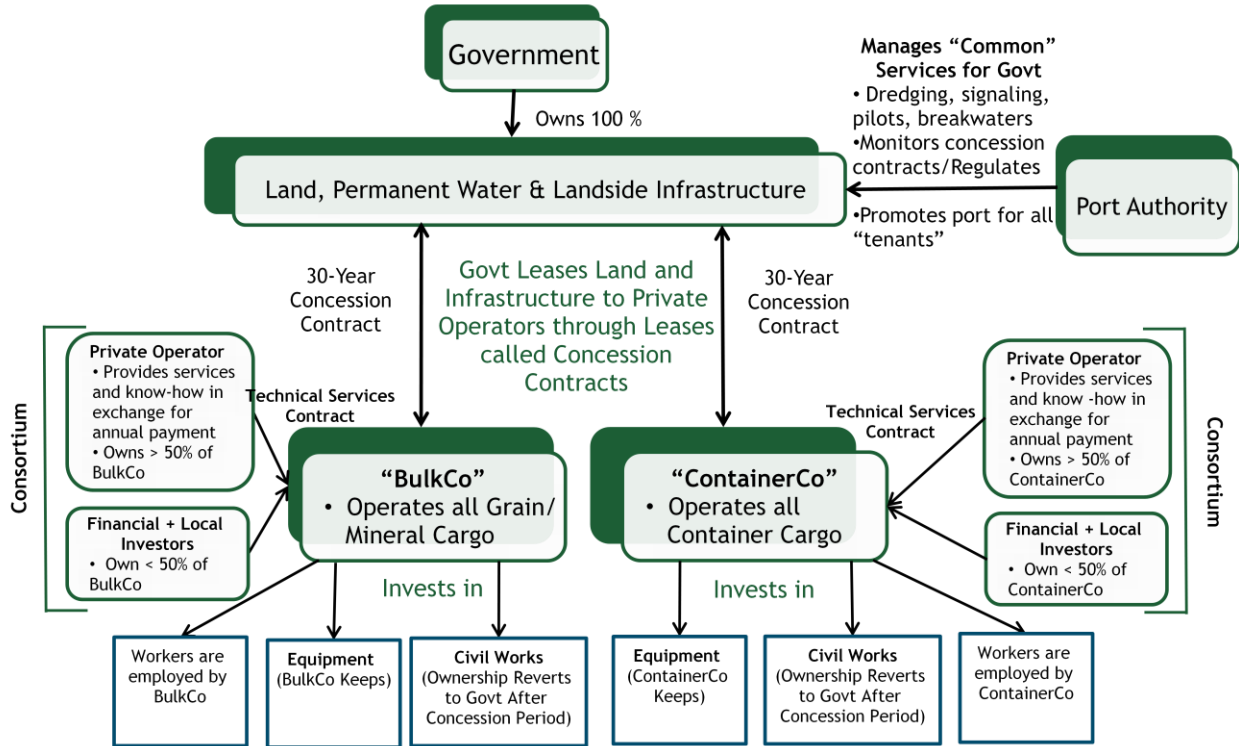 Government
Owns 100 %
Manages “Common”
Services for Govt
• Dredging, signaling,
pilots, breakwaters
•Monitors concession
contracts/Regulates
•Promotes port for all
“tenants”
Port Authority
Land, Permanent Water & Landside Infrastructure
30-Year
Concession
Contract
Govt Leases Land and
Infrastructure to Private
Operators through Leases
called Concession
Contracts
30-Year
Concession
Contract
Consortium
Private Operator
• Provides services
and know-how in
exchange for
annual payment
• Owns > 50% of
BulkCo
Technical Services
Contract
Financial + Local
Investors
• Own < 50% of
BulkCo
“BulkCo”
• Operates all Grain/
Mineral Cargo
“ContainerCo”
• Operates all
Container Cargo
Technical Services
Contract
Private Operator
• Provides services
and know -how in
exchange for
annual payment
• Owns > 50% of
ContainerCo
Financial + Local
Investors
• Own < 50% of
ContainerCo
Consortium
Invests in
Invests in
Workers are
employed by
BulkCo
Equipment
(BulkCo Keeps)
Civil Works
(Ownership Reverts
to Govt After
Concession Period)
Equipment
(ContainerCo
Keeps)
Civil Works
(Ownership Reverts
to Govt After
Concession Period)
Workers are
employed by
ContainerCo